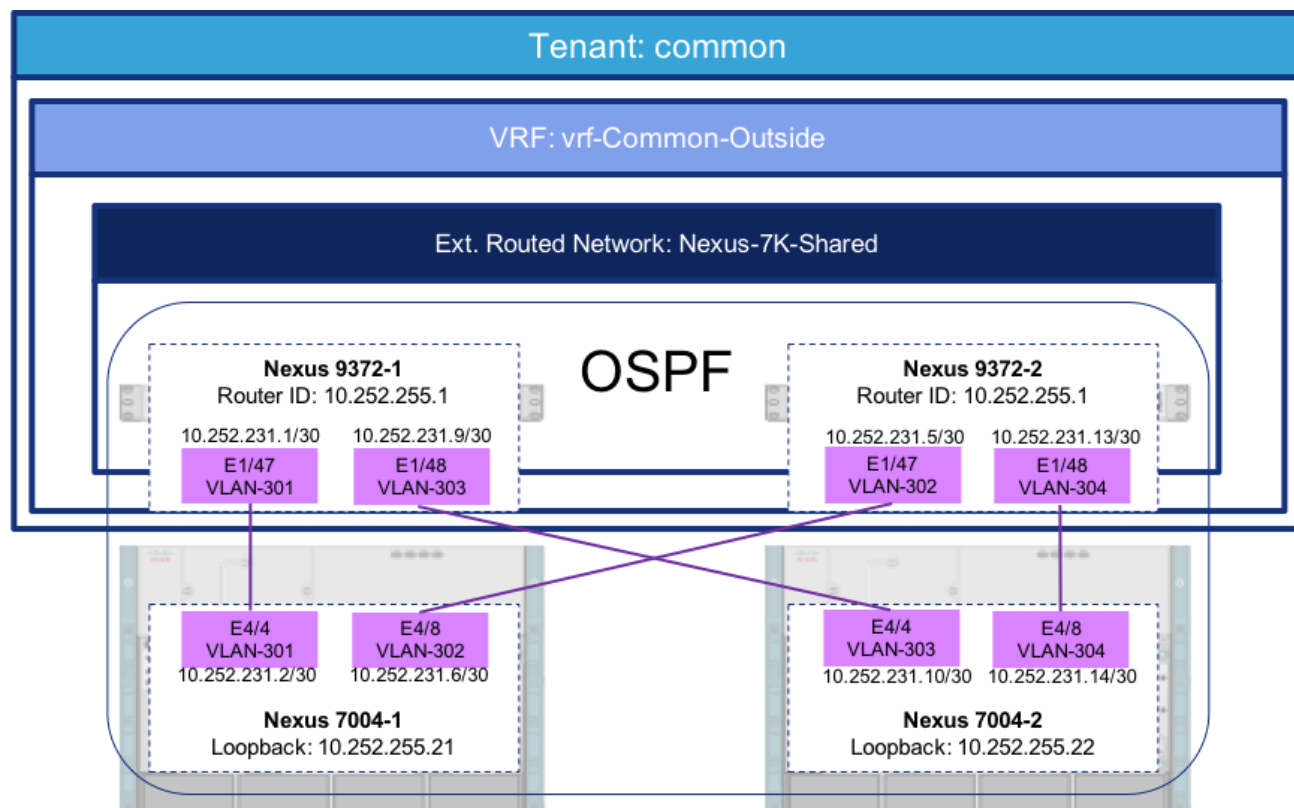 Tenant: common
VRF: vrf-Common-Outside
Ext. Routed Network: Nexus-7K-Shared
OSPF
Nexus 9372-1
Router ID: 10.252.255.1
10.252.231.1/30
10.252.231.9/30
E1/47
VLAN-301
E1/48
VLAN-303
Nexus 9372-2
Router ID: 10.252.255.1
10.252.231.5/30
10.252.231.13/30
E1/47
VLAN-302
E1/48
VLAN-304
E4/4
VLAN-301
10.252.231.2/30
E4/8
VLAN-302
10.252.231.6/30
Nexus 7004-1
Loopback: 10.252.255.21
E4/4
VLAN-303
10.252.231.10/30
E4/8
VLAN-304
10.252.231.14/30
Nexus 7004-2
Loopback: 10.252.255.22